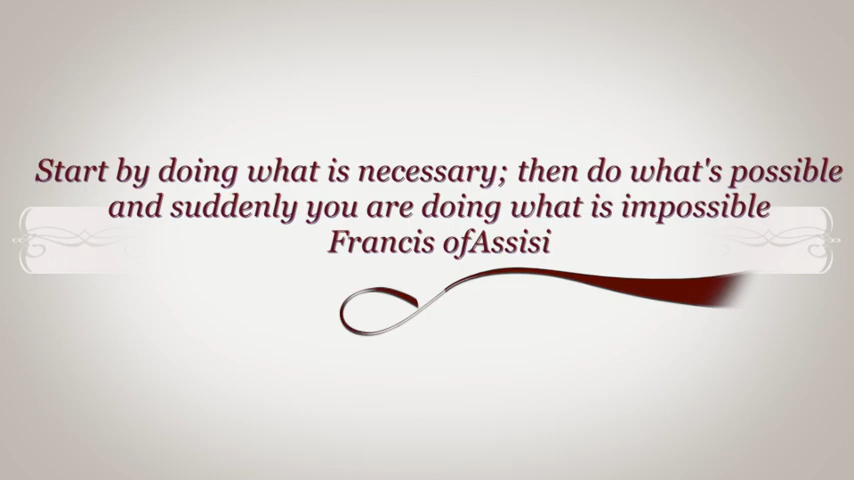 Start by doing what is necessary; then do what's possible
and suddenly you are doing what is impossible
Francis ofAssisi